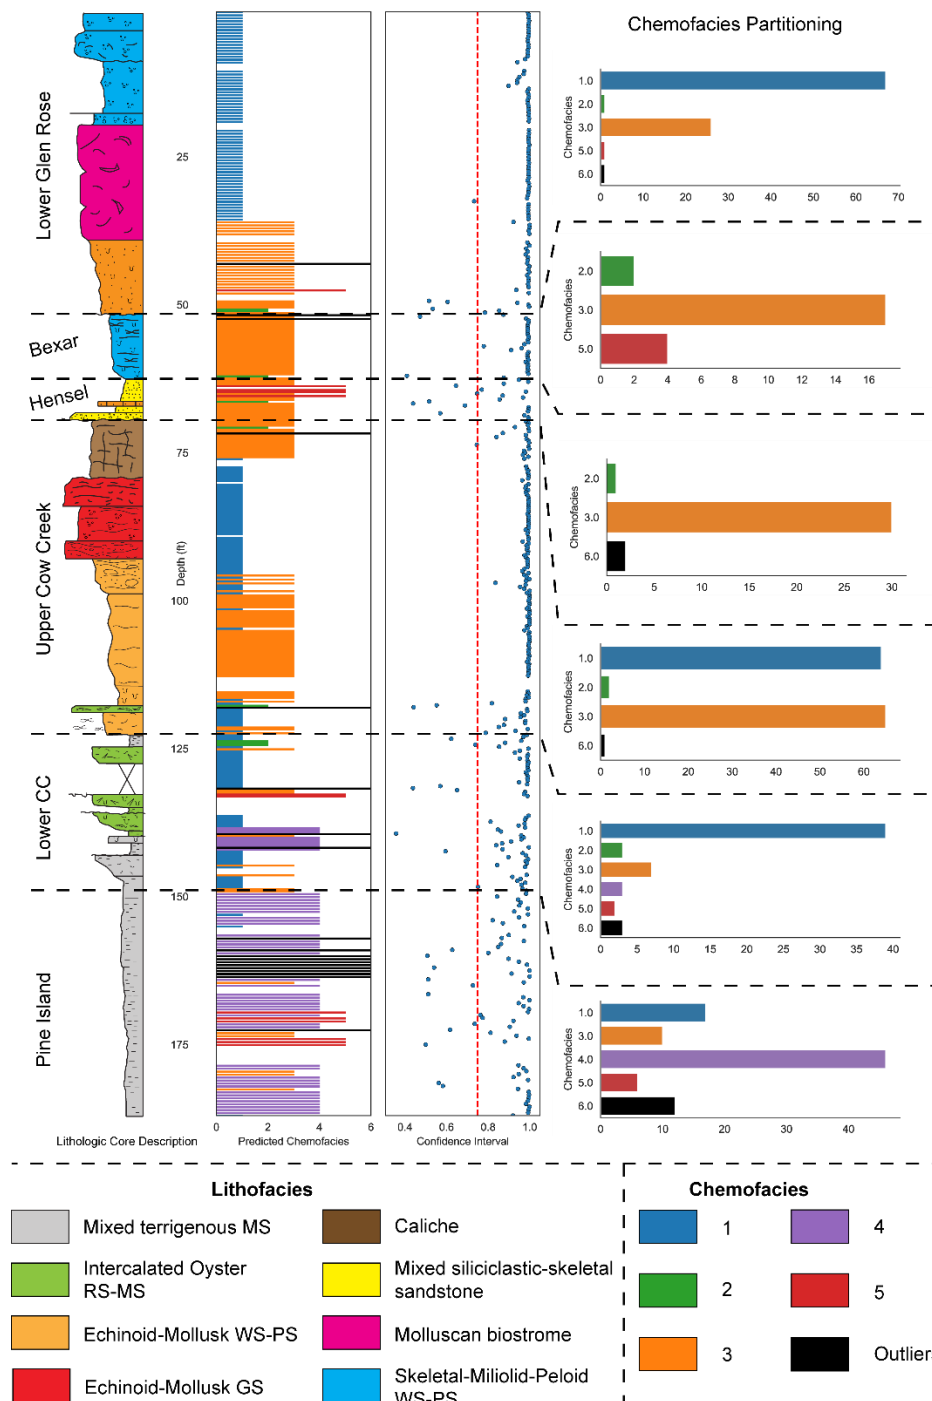 Chemofacies Partitioning
Lower Glen Rose
Bexar
Hensel
Upper Cow Creek
Lower CC
Pine Island
25
50
75
Depth (ft)
100
125
150
175
0
2
4
6
0.4
0.6
0.8
1.0
Lithologic Core Description
Predicted Chemofacies
Confidence Interval
Chemofacies
1.0
2.0
3.0
5.0
6.0
0 10 20 30 40 50 60 70
Chemofacies
2.0
3.0
5.0
0 2 4 6 8 10 12 14 16
Chemofacies
2.0
3.0
6.0
0 5 10 15 20 25 30
Chemofacies
1.0
2.0
3.0
6.0
0 10 20 30 40 50 60
Chemofacies
1.0
2.0
3.0
4.0
5.0
6.0
0 5 10 15 20 25 30 35 40
Chemofacies
1.0
3.0
4.0
5.0
6.0
0 10 20 30 40
Lithofacies
Mixed terrigenous MS
Intercalated Oyster
RS-MS
Echinoid-Mollusk WS-PS
Echinoid-Mollusk GS
Caliche
Mixed siliciclastic-skeletal
sandstone
Molluscan biostrome
Skeletal-Miliolid-Peloid
WS-PS
Chemofacies
1
2
3
4
5
Outlier